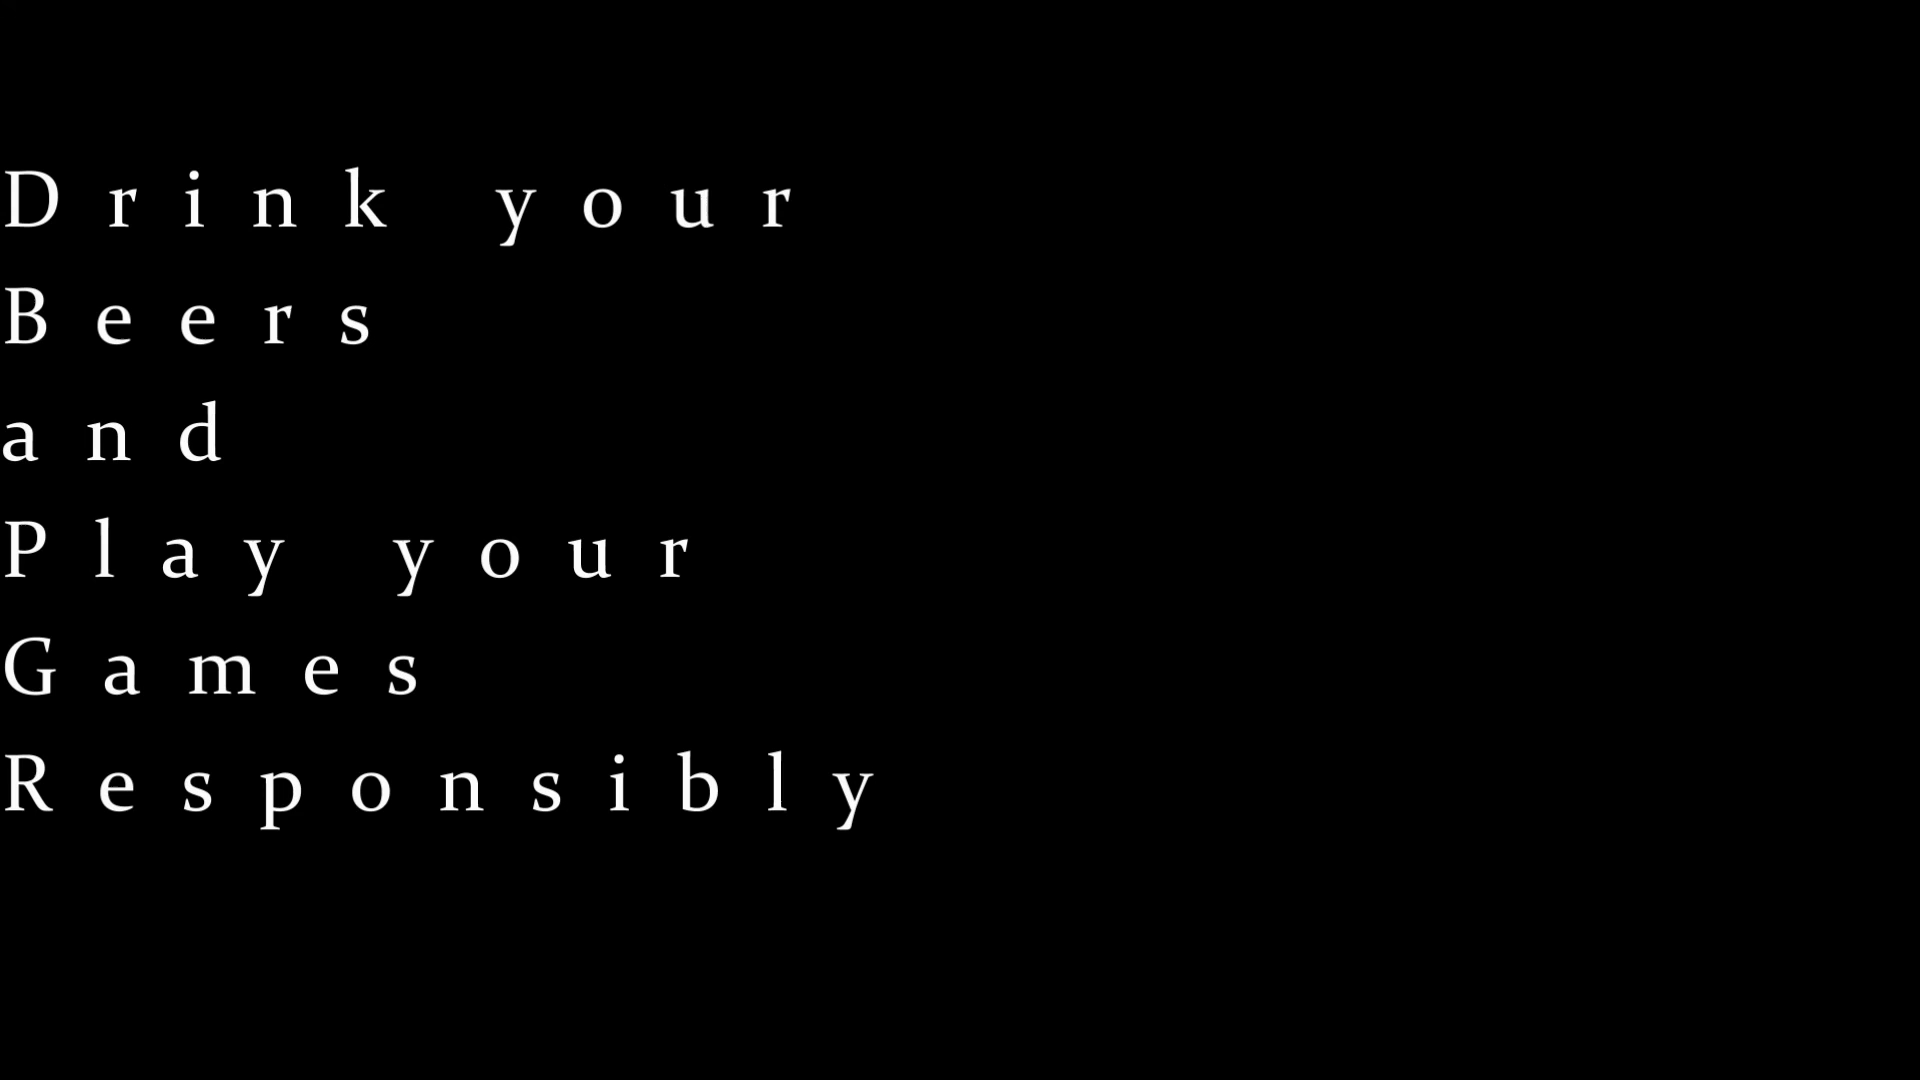 Drink your
Beers
and
Play your
Games
Responsibly